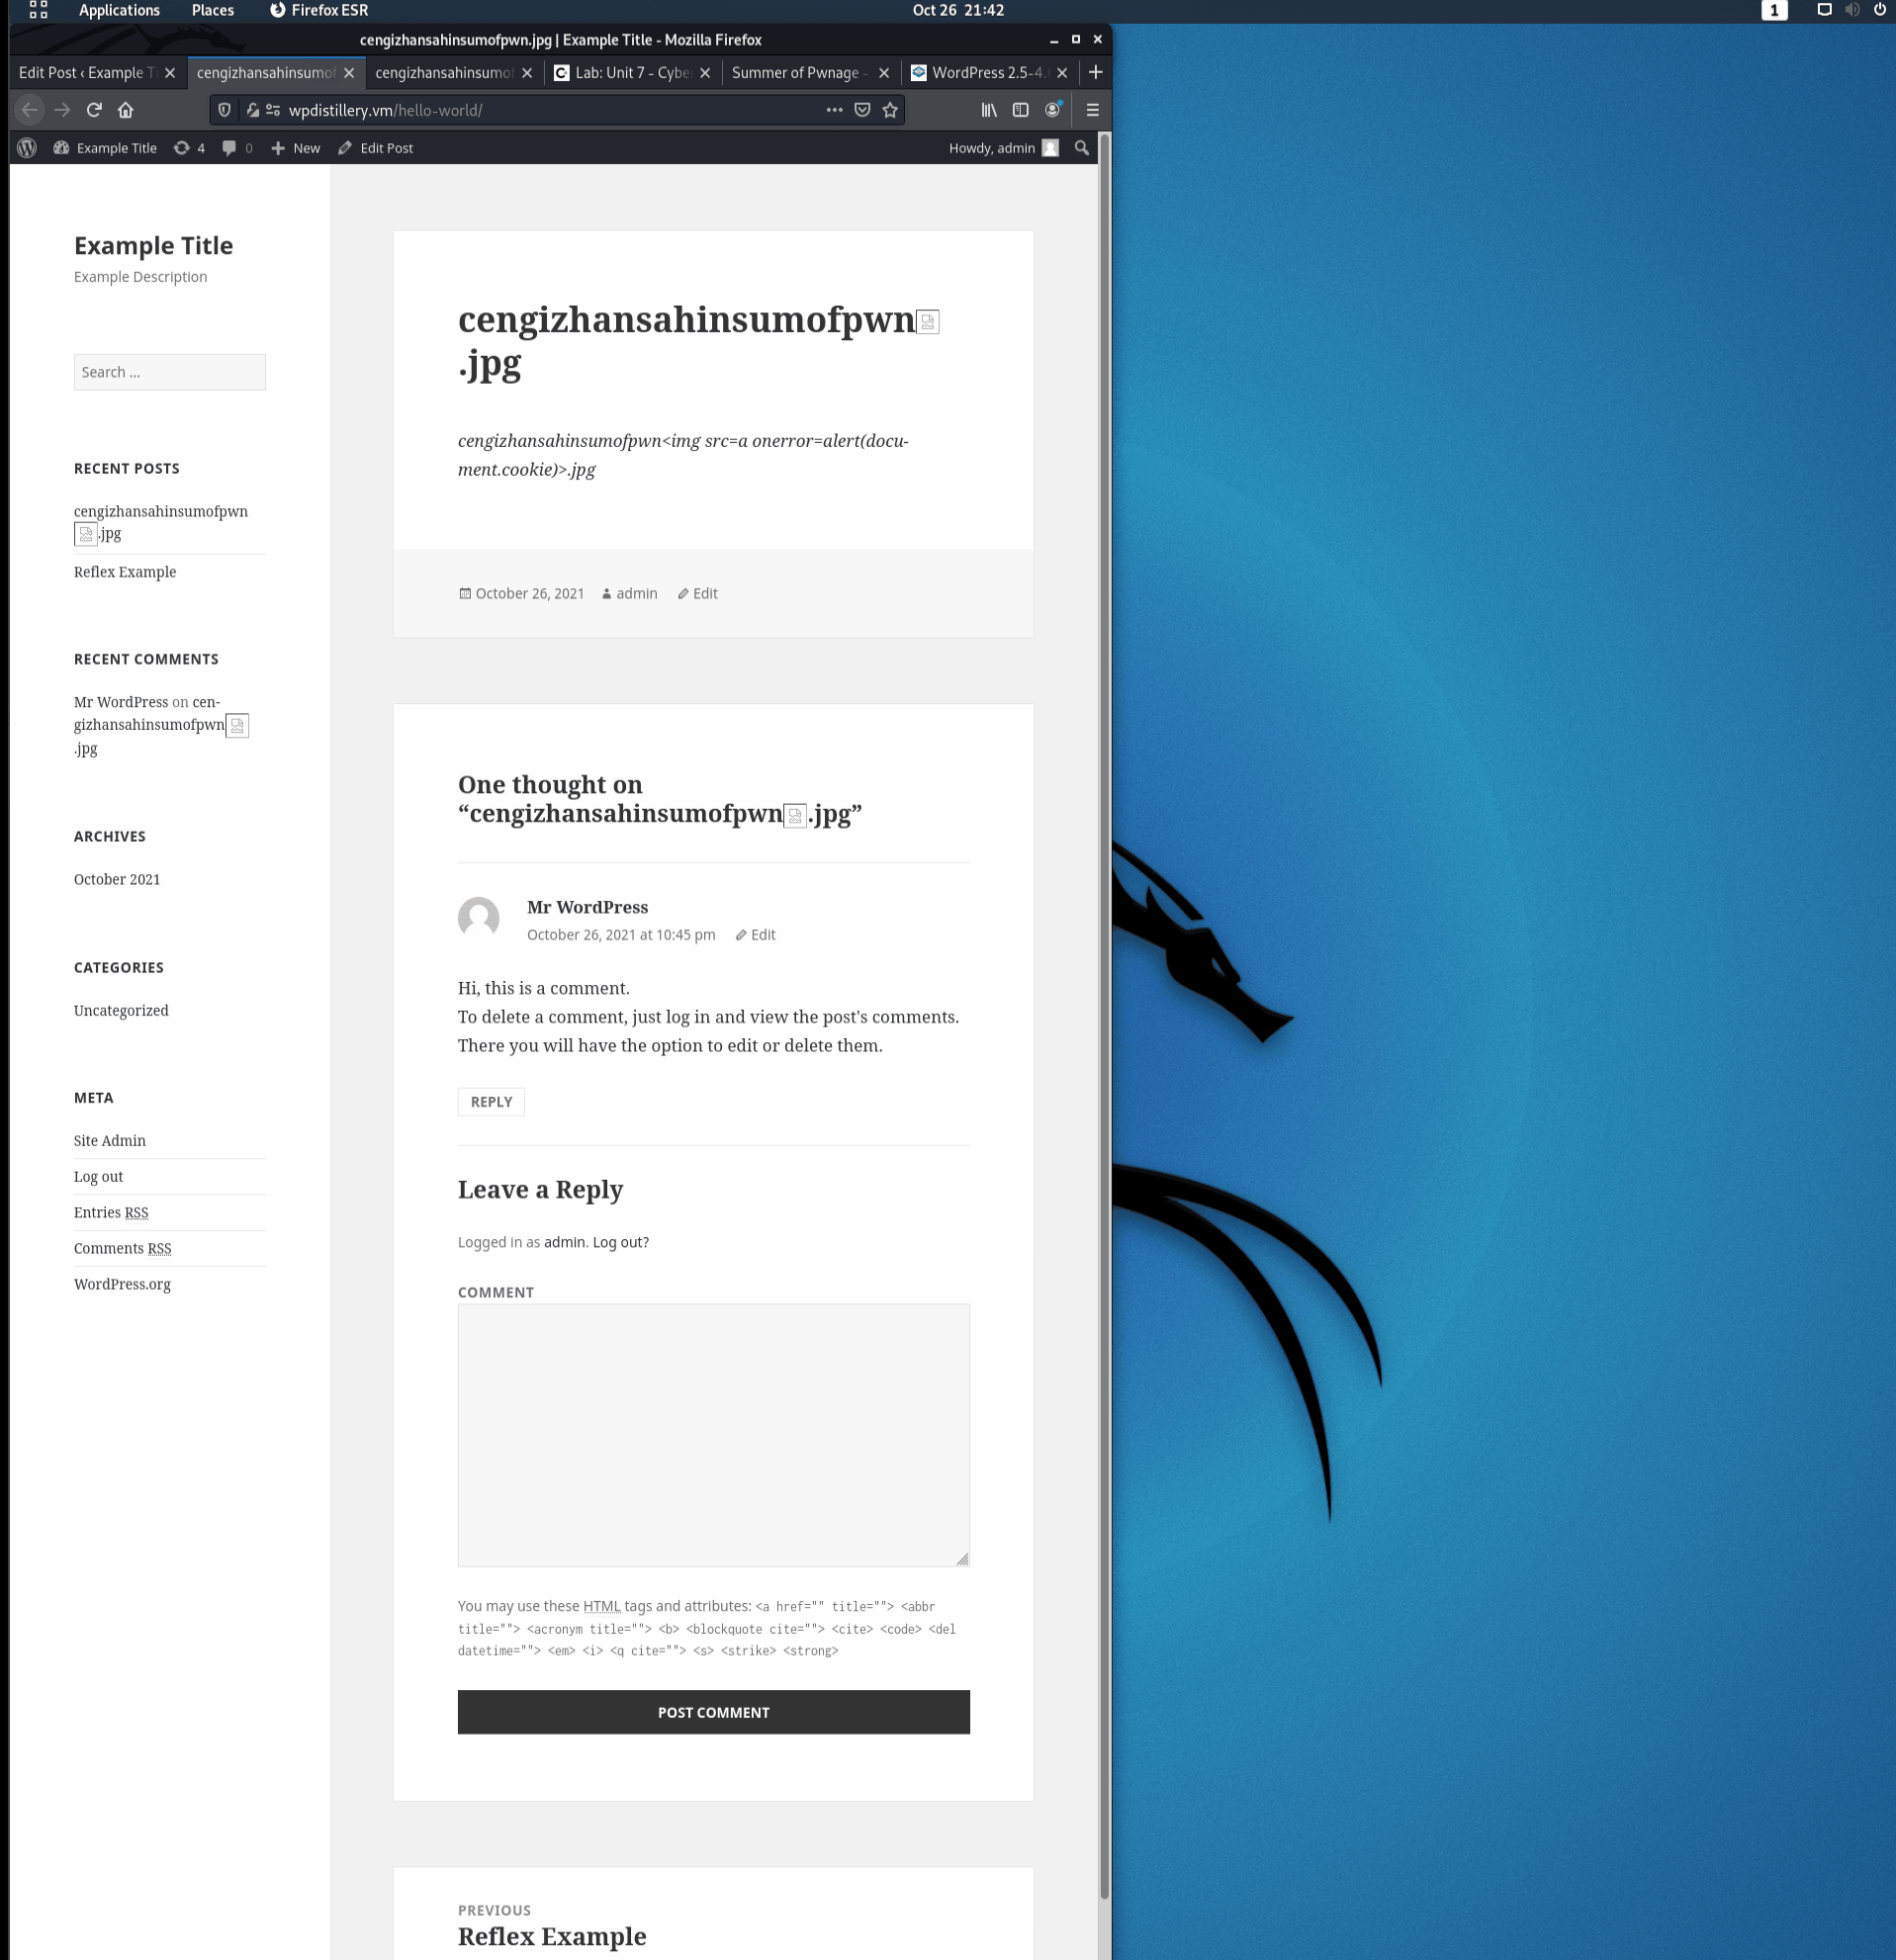 Applications Places Firefox ESR Oct 26 21:42 1
cengizhansahinsumofpwn.jpg | Example Title - Mozilla Firefox
Edit Post ‹ Example Ti cengizhansahinsumof cengizhansahinsumof Lab: Unit 7 - Cyber Summer of Pwnage - WordPress 2.5-4.
wpdistillery.vm/hello-world/
Example Title 4 0 New Edit Post Howdy, admin
Example Title
Example Description
Search ...
RECENT POSTS
cengizhansahinsumofpwn
.jpg
Reflex Example
RECENT COMMENTS
Mr WordPress on cen-
gizhansahinsumofpwn
.jpg
ARCHIVES
October 2021
CATEGORIES
Uncategorized
META
Site Admin
Log out
Entries RSS
Comments RSS
WordPress.org
cengizhansahinsumofpwn
.jpg
cengizhansahinsumofpwn<img src=a onerror=alert(docu-
ment.cookie)>.jpg
October 26, 2021 admin Edit
One thought on
“cengizhansahinsumofpwn.jpg”
Mr WordPress
October 26, 2021 at 10:45 pm Edit
Hi, this is a comment.
To delete a comment, just log in and view the post's comments.
There you will have the option to edit or delete them.
REPLY
Leave a Reply
Logged in as admin. Log out?
COMMENT
You may use these HTML tags and attributes: <a href="" title=""> <abbr
title=""> <acronym title=""> <b> <blockquote cite=""> <cite> <code> <del
datetime=""> <em> <i> <q cite=""> <s> <strike> <strong>
POST COMMENT
PREVIOUS
Reflex Example